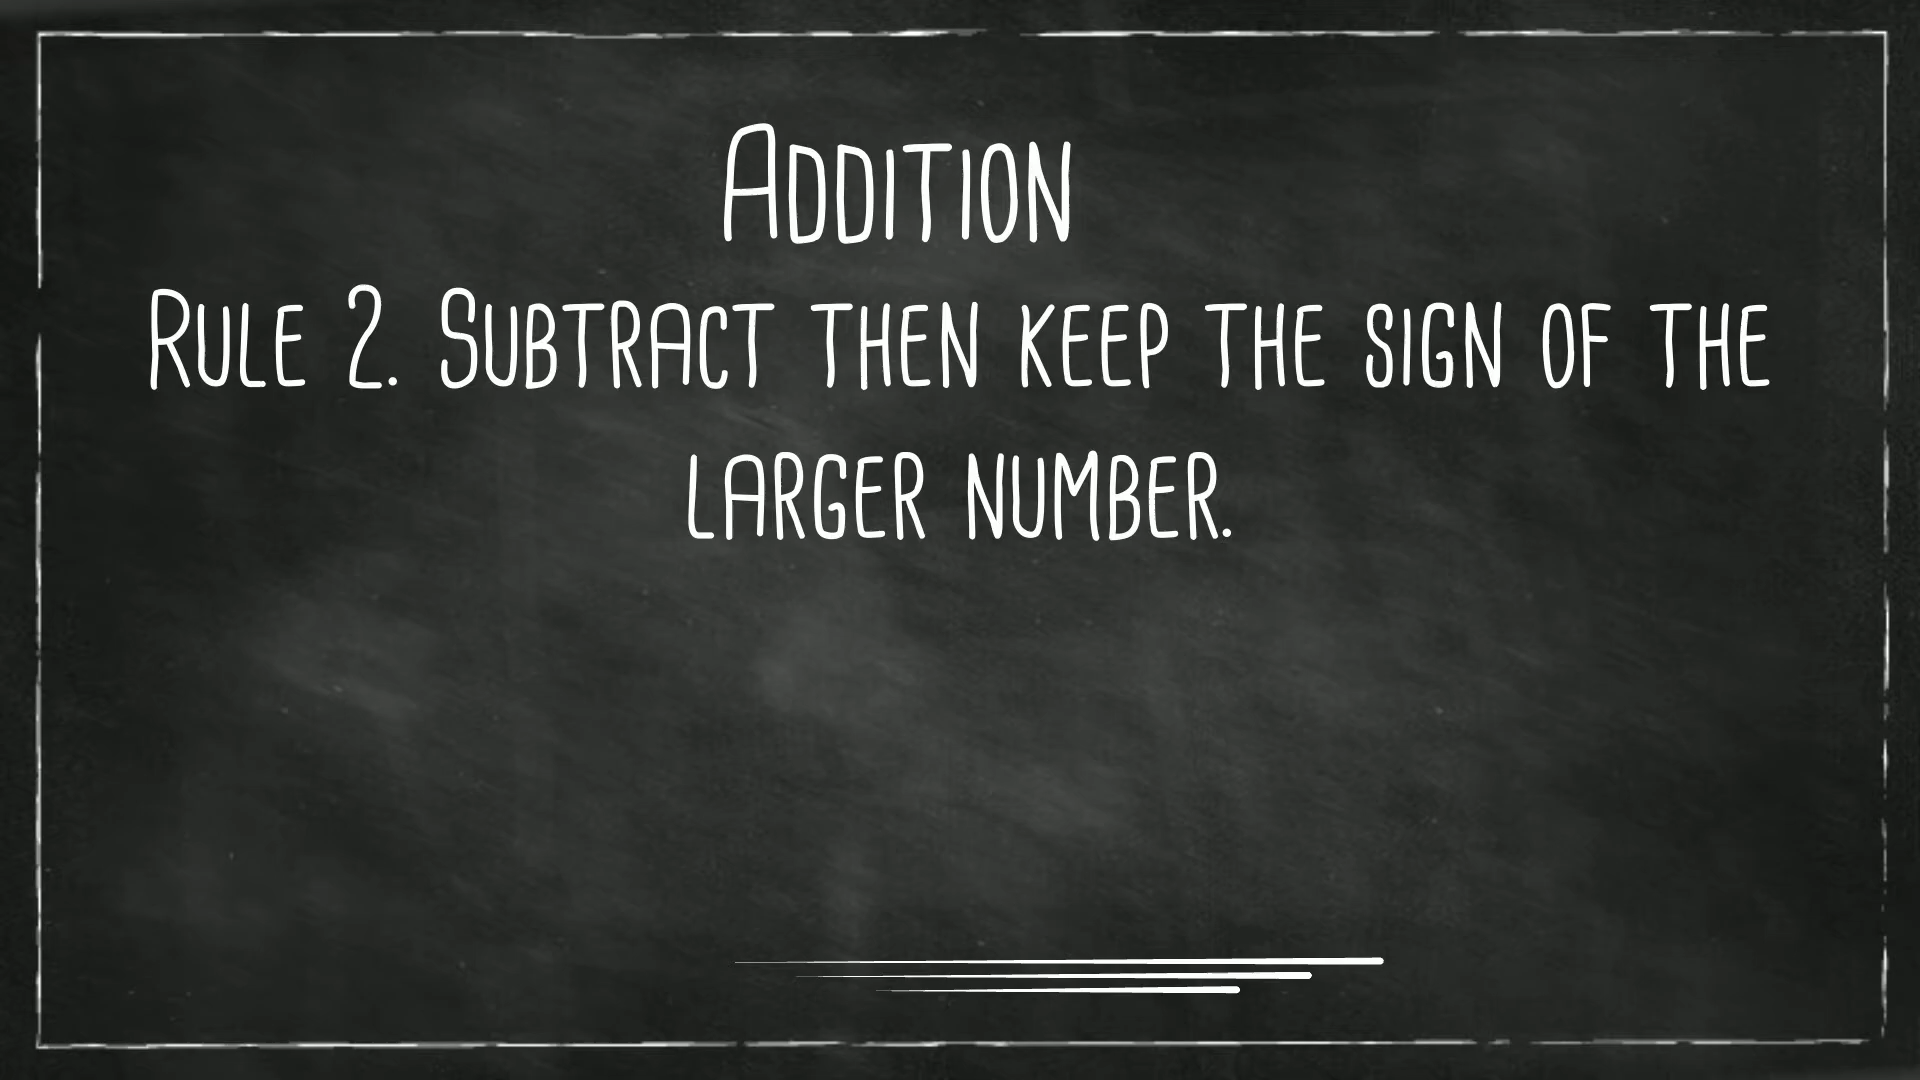 Addition
Rule 2. Subtract then keep the sign of the
larger number.